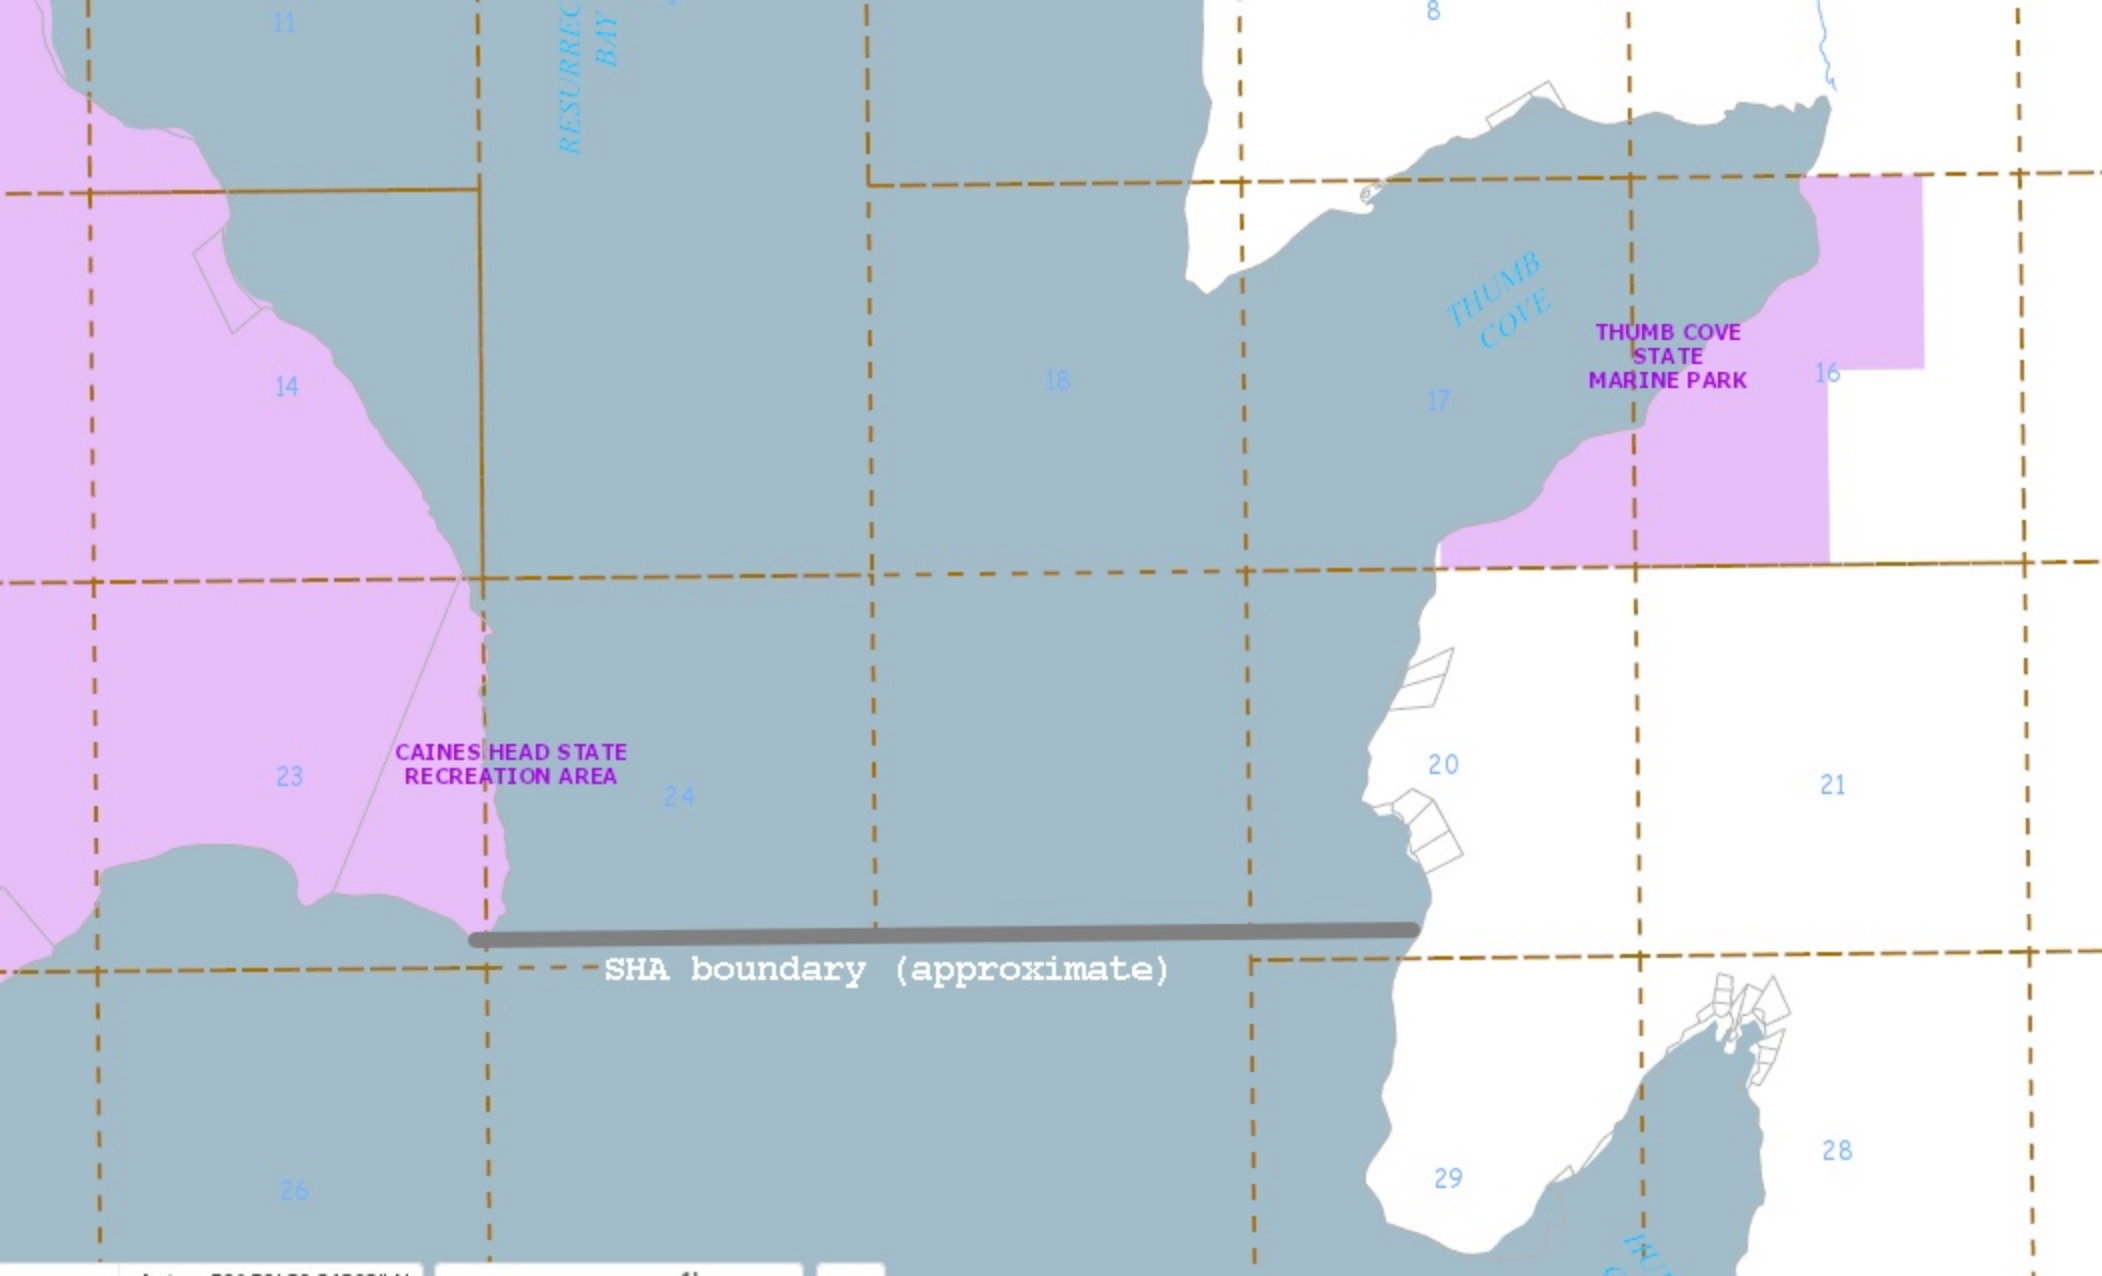 11
RESURREC
BAY
8
THUMB
COVE
THUMB COVE
STATE
MARINE PARK
14
18
17
16
CAINES HEAD STATE
RECREATION AREA
23
24
20
21
SHA boundary (approximate)
26
29
28